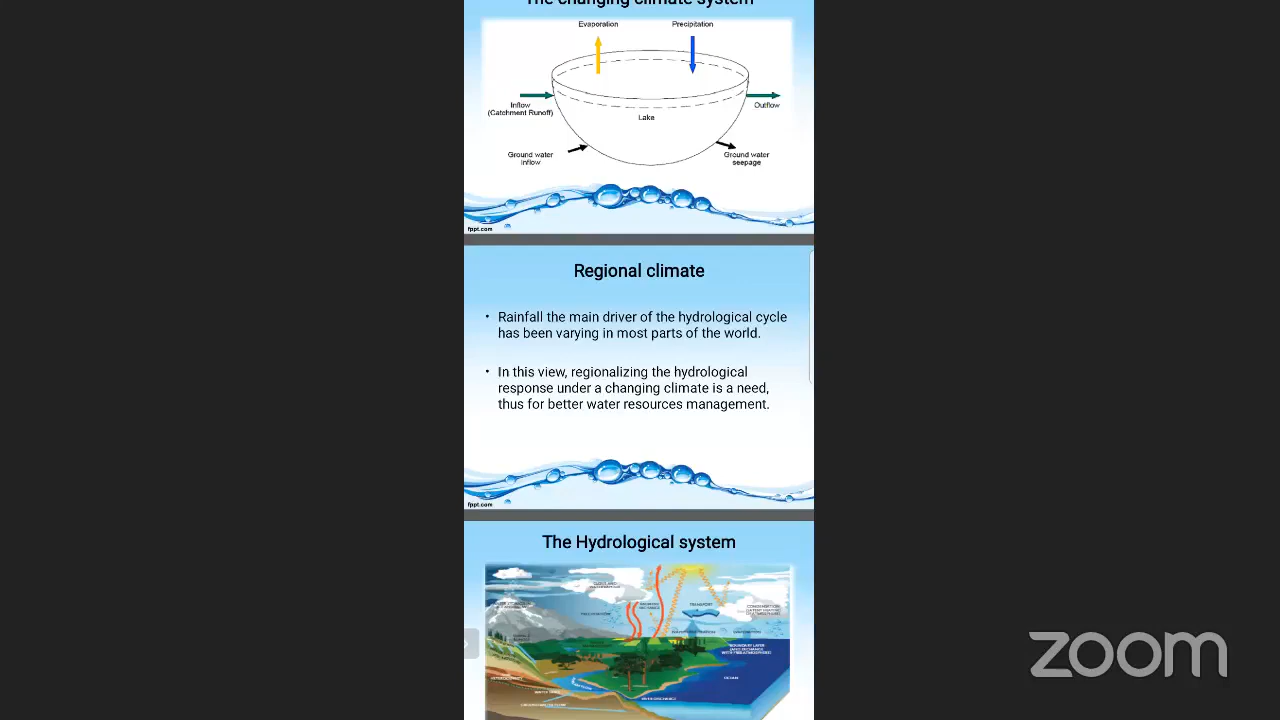 The changing climate system
Evaporation
Precipitation
Inflow
(Catchment Runoff)
Outflow
Lake
Ground water
inflow
Ground water
seepage
fppt.com
Regional climate
• Rainfall the main driver of the hydrological cycle
has been varying in most parts of the world.
• In this view, regionalizing the hydrological
response under a changing climate is a need,
thus for better water resources management.
fppt.com
The Hydrological system
TRANSPORT
OCEAN
zoom